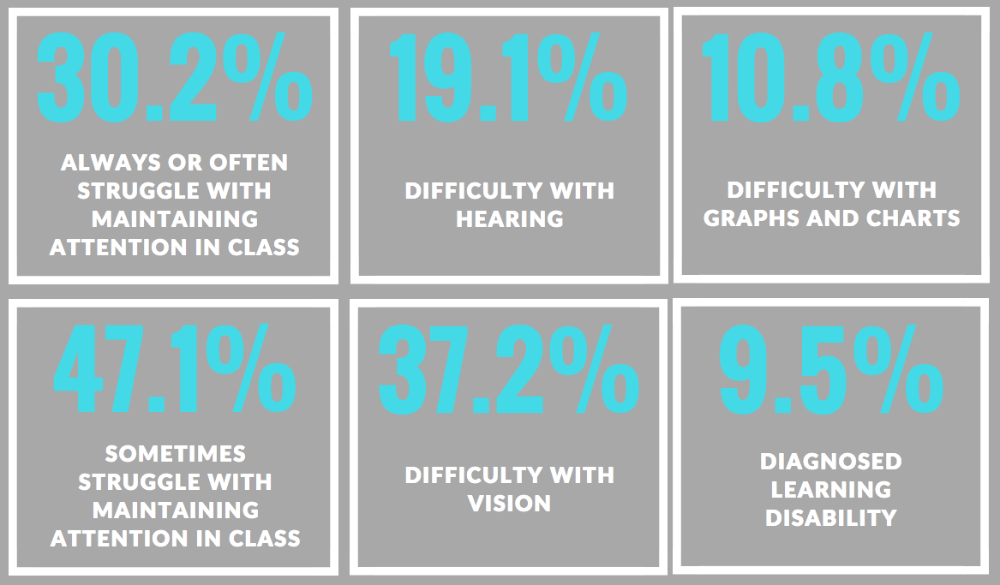 30.2%
ALWAYS OR OFTEN
STRUGGLE WITH
MAINTAINING
ATTENTION IN CLASS
19.1%
DIFFICULTY WITH
HEARING
10.8%
DIFFICULTY WITH
GRAPHS AND CHARTS
47.1%
SOMETIMES
STRUGGLE WITH
MAINTAINING
ATTENTION IN CLASS
37.2%
DIFFICULTY WITH
VISION
9.5%
DIAGNOSED
LEARNING
DISABILITY